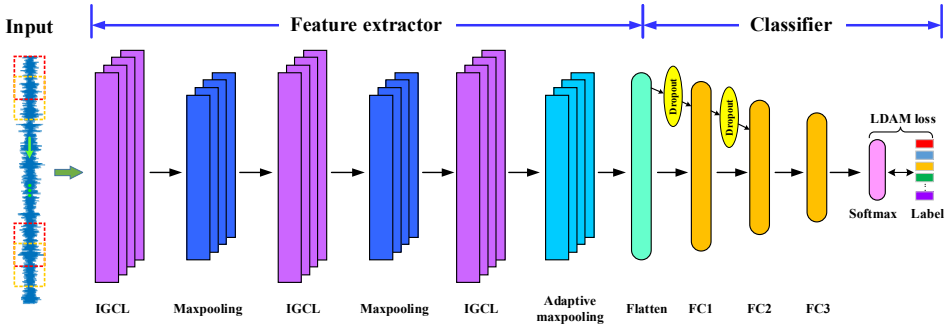 Input
Feature extractor
Classifier
Dropout
Dropout
LDAM loss
Softmax
Label
IGCL
Maxpooling
IGCL
Maxpooling
IGCL
Adaptive
maxpooling
Flatten
FC1
FC2
FC3